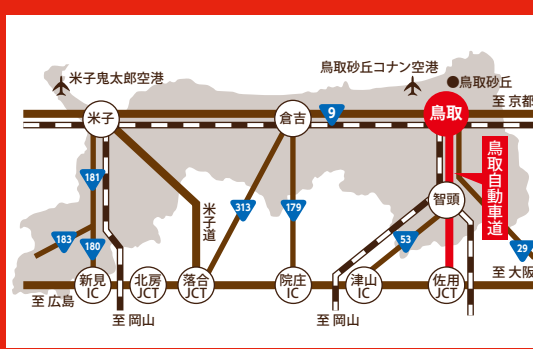 米子鬼太郎空港
鳥取砂丘コナン空港
鳥取砂丘
至 京都
米子
倉吉
9
鳥取
鳥取自動車道
181
313
179
智頭
米子道
183
180
53
29
新見
IC
北房
JCT
落合
JCT
院庄
IC
津山
IC
佐用
JCT
至 大阪
至 広島
至 岡山
至 岡山